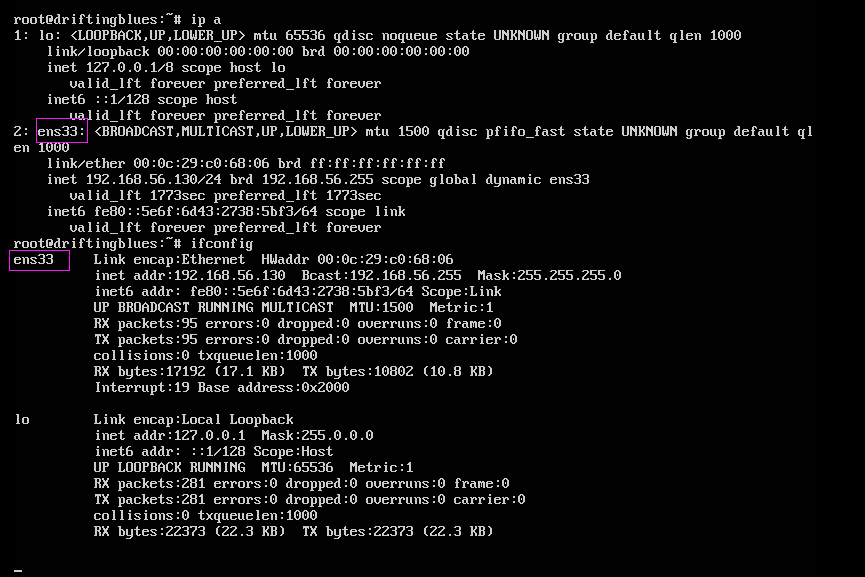 root@driftingblues:~# ip a
1: lo: <LOOPBACK,UP,LOWER_UP> mtu 65536 qdisc noqueue state UNKNOWN group default qlen 1000
    link/loopback 00:00:00:00:00:00 brd 00:00:00:00:00:00
    inet 127.0.0.1/8 scope host lo
       valid_lft forever preferred_lft forever
    inet6 ::1/128 scope host
       valid_lft forever preferred_lft forever
2: ens33: <BROADCAST,MULTICAST,UP,LOWER_UP> mtu 1500 qdisc pfifo_fast state UNKNOWN group default ql
en 1000
    link/ether 00:0c:29:c0:68:06 brd ff:ff:ff:ff:ff:ff
    inet 192.168.56.130/24 brd 192.168.56.255 scope global dynamic ens33
       valid_lft 1773sec preferred_lft 1773sec
    inet6 fe80::5e6f:6d43:2738:5bf3/64 scope link
       valid_lft forever preferred_lft forever
root@driftingblues:~# ifconfig
ens33     Link encap:Ethernet  HWaddr 00:0c:29:c0:68:06
          inet addr:192.168.56.130  Bcast:192.168.56.255  Mask:255.255.255.0
          inet6 addr: fe80::5e6f:6d43:2738:5bf3/64 Scope:Link
          UP BROADCAST RUNNING MULTICAST  MTU:1500  Metric:1
          RX packets:95 errors:0 dropped:0 overruns:0 frame:0
          TX packets:95 errors:0 dropped:0 overruns:0 carrier:0
          collisions:0 txqueuelen:1000
          RX bytes:17192 (17.1 KB)  TX bytes:10802 (10.8 KB)
          Interrupt:19 Base address:0x2000

lo        Link encap:Local Loopback
          inet addr:127.0.0.1  Mask:255.0.0.0
          inet6 addr: ::1/128 Scope:Host
          UP LOOPBACK RUNNING  MTU:65536  Metric:1
          RX packets:281 errors:0 dropped:0 overruns:0 frame:0
          TX packets:281 errors:0 dropped:0 overruns:0 carrier:0
          collisions:0 txqueuelen:1000
          RX bytes:22373 (22.3 KB)  TX bytes:22373 (22.3 KB)